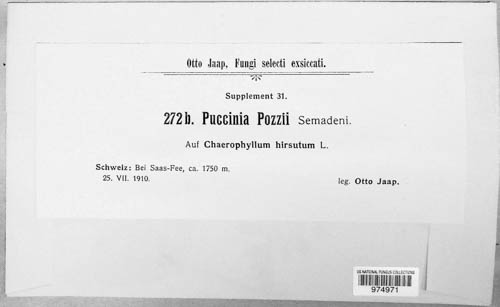 Otto Jaap, Fungi selecti exsiccati.
Supplement 31.
272b. Puccinia Pozzii Semadeni.
Auf Chaerophyllum hirsutum L.
Schweiz: Bei Saas-Fee, ca. 1750 m.
25. VII. 1910.
leg. Otto Jaap.
US NATIONAL FUNGUS COLLECTIONS
974971